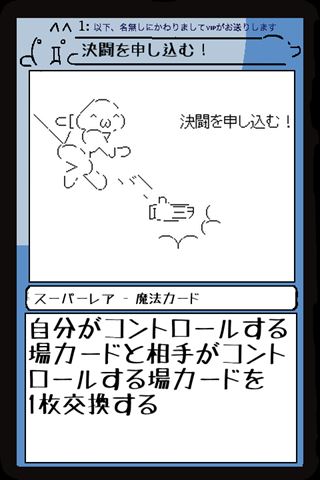 1: 以下、名無しにかわりましてVIPがお送りします
決闘を申し込む！
決闘を申し込む！
スーパーレア - 魔法カード
自分がコントロールする
場カードと相手がコント
ロールする場カードを
1枚交換する